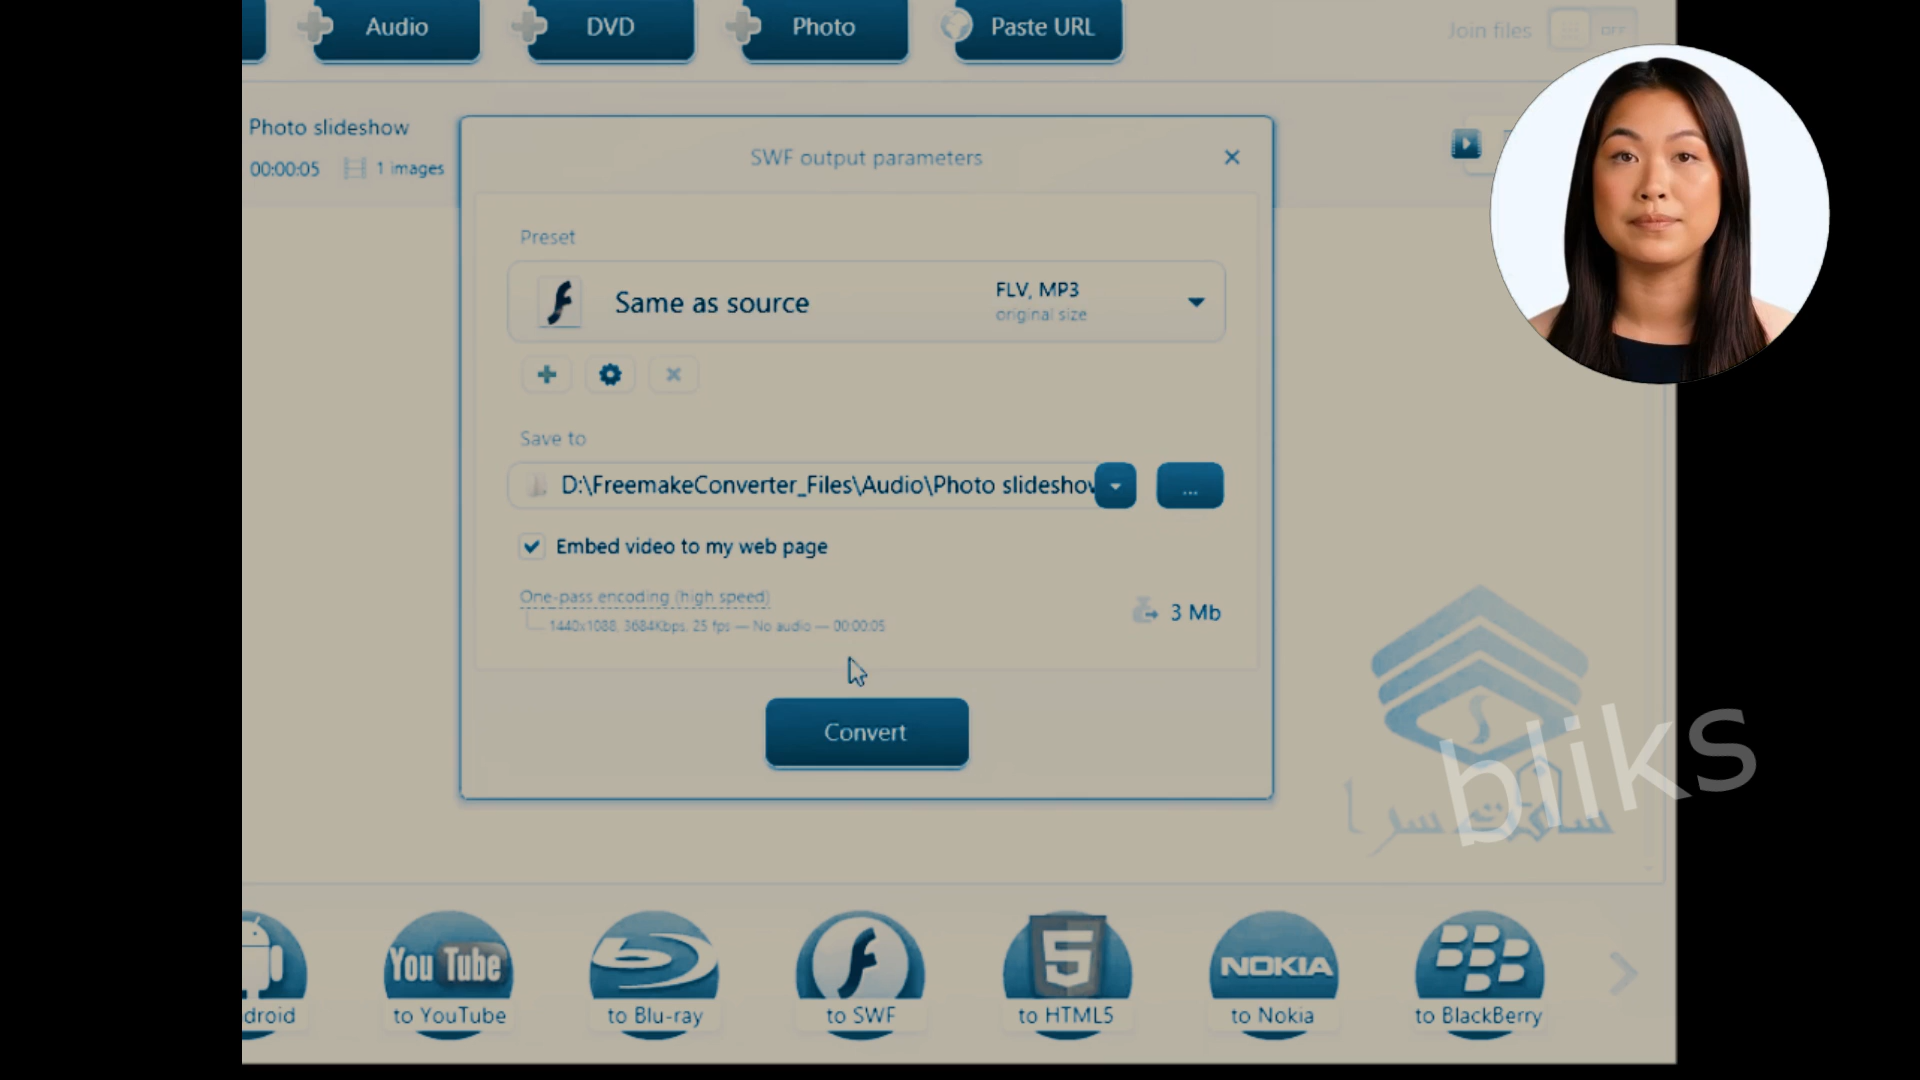 Audio
DVD
Photo
Paste URL
Join files
OFF
Photo slideshow
00:00:05
1 images
SWF output parameters
Preset
Same as source
FLV, MP3
original size
Save to
D:\FreemakeConverter_Files\Audio\Photo slideshov
...
Embed video to my web page
One-pass encoding (high speed)
1440x1088, 3684Kbps, 25 fps — No audio — 00:00:05
3 Mb
Convert
bliks
You Tube
NOKIA
droid
to YouTube
to Blu-ray
to SWF
to HTML5
to Nokia
to BlackBerry